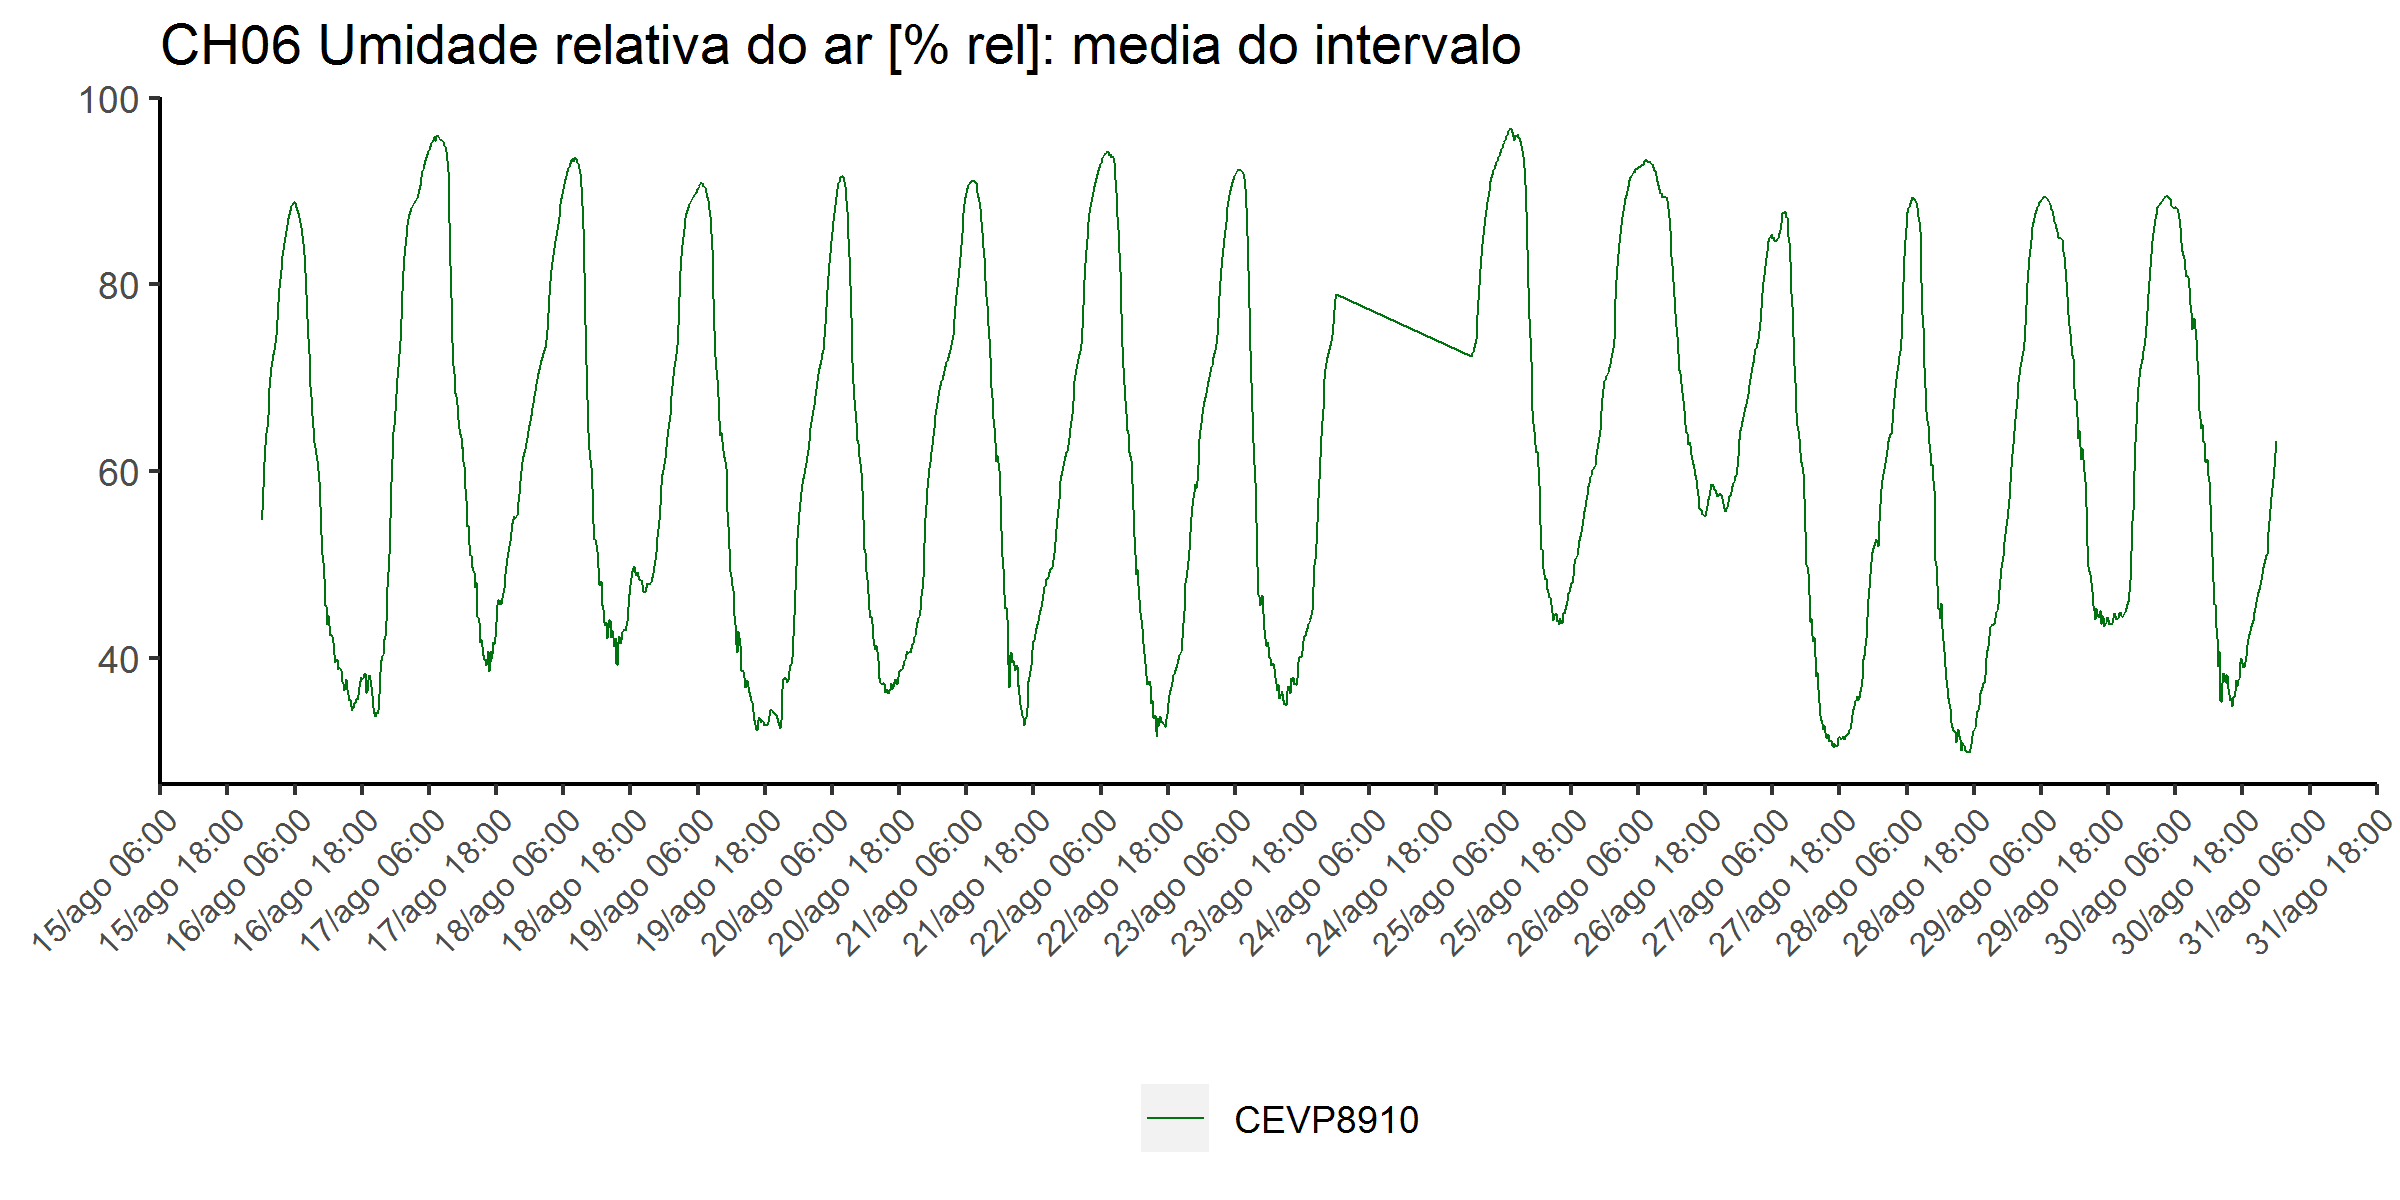 CH06 Umidade relativa do ar [% rel]: media do intervalo
100
80
60
40
15/ago 06:00
15/ago 18:00
16/ago 06:00
16/ago 18:00
17/ago 06:00
17/ago 18:00
18/ago 06:00
18/ago 18:00
19/ago 06:00
19/ago 18:00
20/ago 06:00
20/ago 18:00
21/ago 06:00
21/ago 18:00
22/ago 06:00
22/ago 18:00
23/ago 06:00
23/ago 18:00
24/ago 06:00
24/ago 18:00
25/ago 06:00
25/ago 18:00
26/ago 06:00
26/ago 18:00
27/ago 06:00
27/ago 18:00
28/ago 06:00
28/ago 18:00
29/ago 06:00
29/ago 18:00
30/ago 06:00
30/ago 18:00
31/ago 06:00
31/ago 18:00
CEVP8910